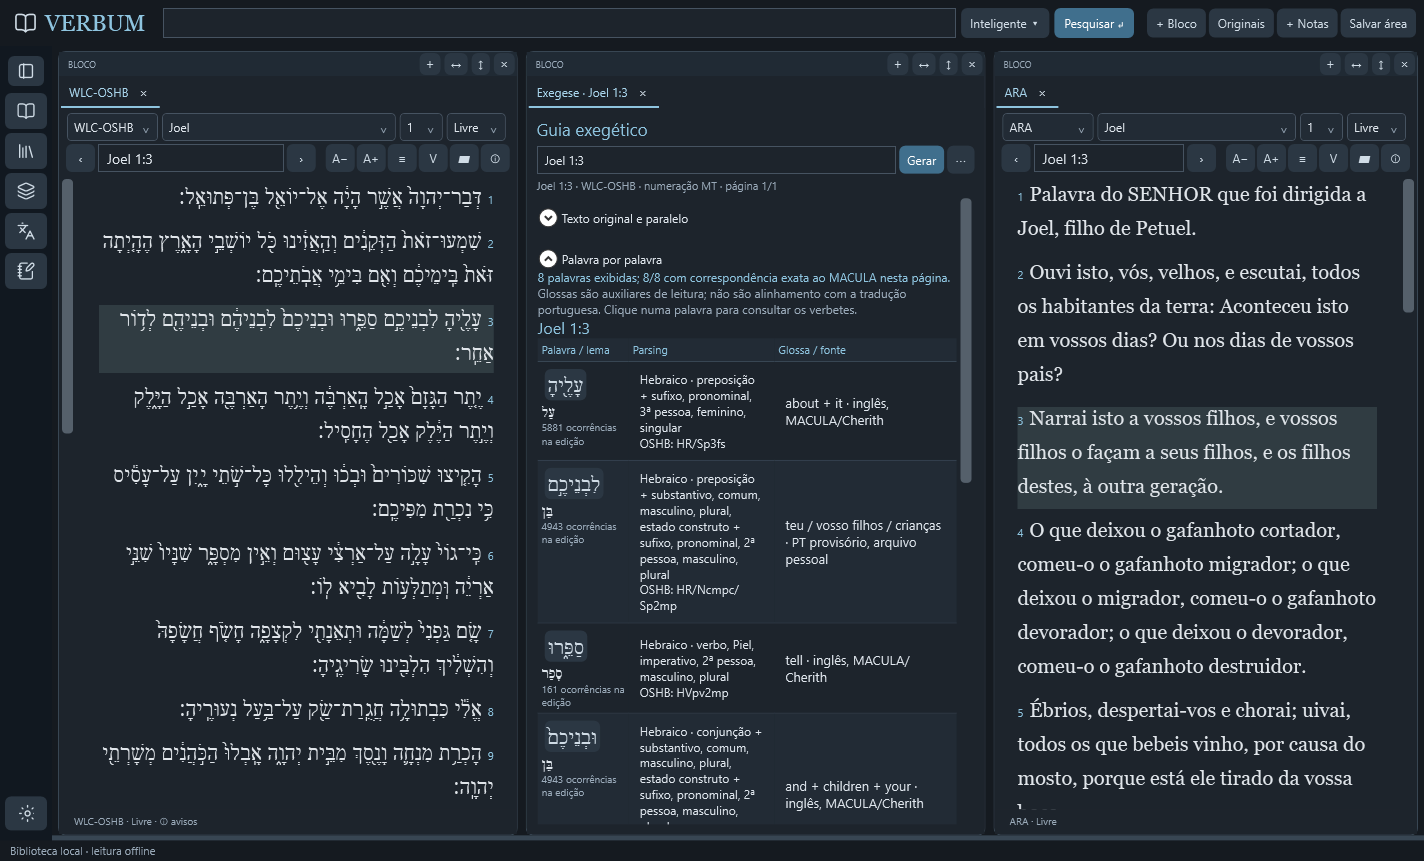 VERBUM
Inteligente
Pesquisar
+ Bloco
Originais
+ Notas
Salvar área
BLOCO
WLC-OSHB
WLC-OSHB
Joel
1
Livre
Joel 1:3
A−
A+
≡
V
1 דְּבַר־יְהוָה֙ אֲשֶׁ֣ר הָיָ֔ה אֶל־יוֹאֵ֖ל בֶּן־פְּתוּאֵֽל׃
2 שִׁמְעוּ־זֹאת֙ הַזְּקֵנִ֔ים וְהַֽאֲזִ֔ינוּ כֹּ֖ל יוֹשְׁבֵ֣י הָאָ֑רֶץ הֶהָ֤יְתָה
זֹּאת֙ בִּֽימֵיכֶ֔ם וְאִ֖ם בִּימֵ֥י אֲבֹֽתֵיכֶֽם׃
3 עָלֶ֖יהָ לִבְנֵיכֶ֣ם סַפֵּ֑רוּ וּבְנֵיכֶם֙ לִבְנֵיהֶ֔ם וּבְנֵיהֶ֖ם לְד֥וֹר
אַחֵֽר׃
4 יֶ֤תֶר הַגָּזָם֙ אָכַ֣ל הָֽאַרְבֶּ֔ה וְיֶ֥תֶר הָאַרְבֶּ֖ה אָכַ֣ל הַיָּ֑לֶק
וְיֶ֣תֶר הַיֶּ֔לֶק אָכַ֖ל הֶחָסִֽיל׃
5 הָקִ֤יצוּ שִׁכּוֹרִים֙ וּבְכ֔וּ וְהֵילִ֖לוּ כָּל־שֹׁ֣תֵי יָ֑יִן עַל־עָסִ֕יס
כִּ֥י נִכְרַ֖ת מִפִּיכֶֽם׃
6 כִּֽי־גוֹי֙ עָלָ֣ה עַל־אַרְצִ֔י עָצ֖וּם וְאֵ֣ין מִסְפָּ֑ר שִׁנָּיו֙ שִׁנֵּ֣י
אַרְיֵ֔ה וּֽמְתַלְּע֥וֹת לָבִ֖יא לֽוֹ׃
7 שָׂ֤ם גַּפְנִי֙ לְשַׁמָּ֔ה וּתְאֵנָתִ֖י לִקְצָפָ֑ה חָשֹׂ֤ף חֲשָׂפָהּ֙
וְהִשְׁלִ֔יךְ הִלְבִּ֖ינוּ שָׂרִיגֶֽיהָ׃
8 אֱלִ֕י כִּבְתוּלָ֥ה חֲגֻֽרַת־שַׂ֖ק עַל־בַּ֥עַל נְעוּרֶֽיהָ׃
9 הָכְרַ֥ת מִנְחָ֛ה וָנֶ֖סֶךְ מִבֵּ֣ית יְהוָ֑ה אָֽבְלוּ֙ הַכֹּ֣הֲנִ֔ים מְשָׁרְתֵ֖י
יְהוָֽה׃
WLC-OSHB · Livre · ⓘ avisos
BLOCO
Exegese · Joel 1:3
Guia exegético
Joel 1:3
Gerar
...
Joel 1:3 · WLC-OSHB · numeração MT · página 1/1
Texto original e paralelo
Palavra por palavra
8 palavras exibidas; 8/8 com correspondência exata ao MACULA nesta página.
Glossas são auxiliares de leitura; não são alinhamento com a tradução
portuguesa. Clique numa palavra para consultar os verbetes.
Joel 1:3
Palavra / lema
Parsing
Glossa / fonte
עָלֶ֖יהָ
עַל
5881 ocorrências
na edição
Hebraico · preposição
+ sufixo, pronominal,
3ª pessoa, feminino,
singular
OSHB: HR/Sp3fs
about + it · inglês,
MACULA/Cherith
לִבְנֵיכֶ֣ם
בֵּן
4943 ocorrências
na edição
Hebraico · preposição
+ substantivo, comum,
masculino, plural,
estado construto +
sufixo, pronominal, 2ª
pessoa, masculino,
plural
OSHB: HR/Ncmpc/
Sp2mp
teu / vosso filhos / crianças
· PT provisório, arquivo
pessoal
סַפֵּ֑רוּ
סָפַר
161 ocorrências na
edição
Hebraico · verbo, Piel,
imperativo, 2ª pessoa,
masculino, plural
OSHB: HVpv2mp
tell · inglês, MACULA/
Cherith
וּבְנֵיכֶם֙
בֵּן
4943 ocorrências
na edição
Hebraico · conjunção +
substantivo, comum,
masculino, plural,
estado construto +
sufixo, pronominal, 2ª
pessoa, masculino,
and + children + your ·
inglês, MACULA/Cherith
BLOCO
ARA
ARA
Joel
1
Livre
Joel 1:3
A−
A+
≡
V
1 Palavra do SENHOR que foi dirigida a
Joel, filho de Petuel.
2 Ouvi isto, vós, velhos, e escutai, todos
os habitantes da terra: Aconteceu isto
em vossos dias? Ou nos dias de vossos
pais?
3 Narrai isto a vossos filhos, e vossos
filhos o façam a seus filhos, e os filhos
destes, à outra geração.
4 O que deixou o gafanhoto cortador,
comeu-o o gafanhoto migrador; o que
deixou o migrador, comeu-o o gafanhoto
devorador; o que deixou o devorador,
comeu-o o gafanhoto destruidor.
5 Ébrios, despertai-vos e chorai; uivai,
todos os que bebeis vinho, por causa do
mosto, porque está ele tirado da vossa
ARA · Livre
Biblioteca local · leitura offline